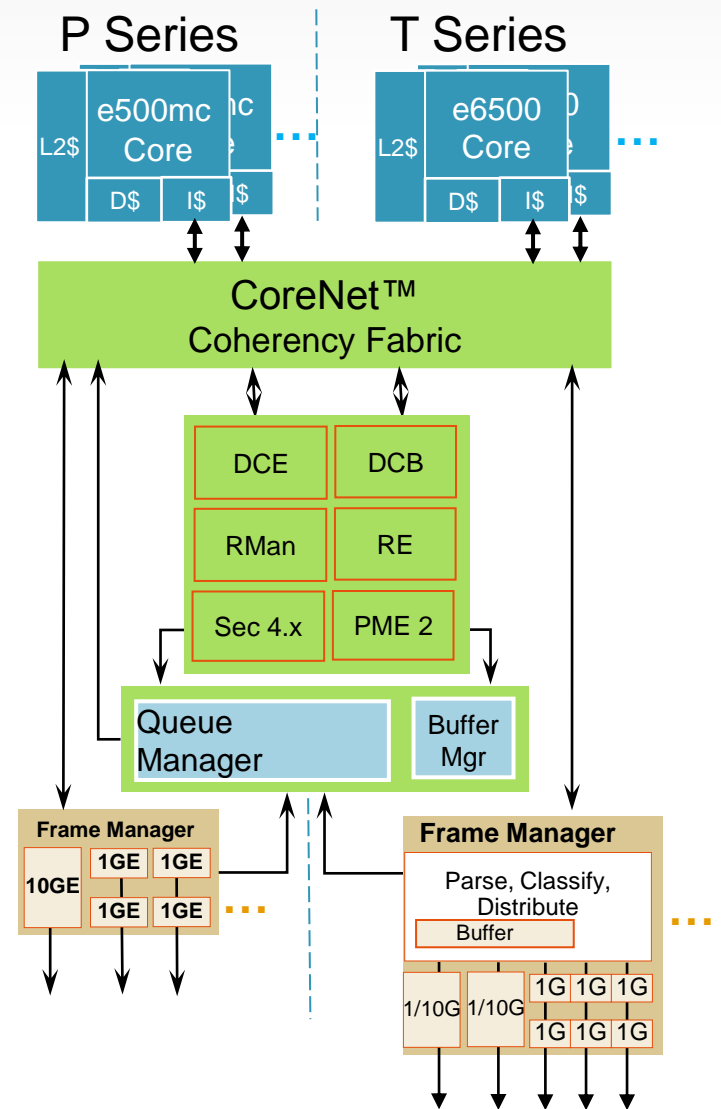 P Series
T Series
L2$
e500mc
Core
D$
I$
L2$
e6500
Core
D$
I$
I$
CoreNet™
Coherency Fabric
DCE
DCB
RMan
RE
Sec 4.x
PME 2
Queue
Manager
Buffer
Mgr
Frame Manager
10GE
1GE
1GE
1GE
1GE
Frame Manager
Parse, Classify,
Distribute
Buffer
1/10G
1/10G
1G
1G
1G
1G
1G
1G